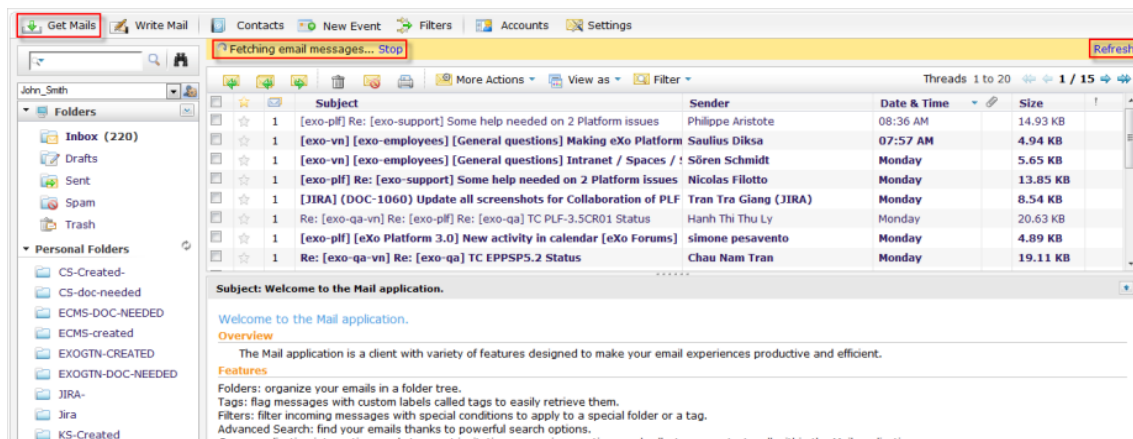 Get Mails Write Mail Contacts New Event Filters Accounts Settings
Fetching email messages... Stop Refresh
More Actions View as Filter Threads 1 to 20 1 / 15
John_Smith
Folders
Inbox (220)
Drafts
Sent
Spam
Trash
Personal Folders
CS-Created-
CS-doc-needed
ECMS-DOC-NEEDED
ECMS-created
EXOGTN-CREATED
EXOGTN-DOC-NEEDED
JIRA-
Jira
KS-Created
Subject Sender Date & Time Size !
1 [exo-plf] Re: [exo-support] Some help needed on 2 Platform issues Philippe Aristote 08:36 AM 14.93 KB
1 [exo-vn] [exo-employees] [General questions] Making eXo Platform Saulius Diksa 07:57 AM 4.94 KB
1 [exo-vn] [exo-employees] [General questions] Intranet / Spaces / Sören Schmidt Monday 5.65 KB
1 [exo-plf] Re: [exo-support] Some help needed on 2 Platform issues Nicolas Filotto Monday 13.85 KB
1 [JIRA] (DOC-1060) Update all screenshots for Collaboration of PLF Tran Tra Giang (JIRA) Monday 8.54 KB
1 Re: [exo-qa-vn] Re: [exo-plf] Re: [exo-qa] TC PLF-3.5CR01 Status Hanh Thi Thu Ly Monday 20.63 KB
1 [exo-plf] [eXo Platform 3.0] New activity in calendar [eXo Forums] simone pesavento Monday 4.89 KB
1 Re: [exo-qa-vn] Re: [exo-qa] TC EPPSP5.2 Status Chau Nam Tran Monday 19.11 KB
Subject: Welcome to the Mail application.
Welcome to the Mail application.
Overview
The Mail application is a client with variety of features designed to make your email experiences productive and efficient.
Features
Folders: organize your emails in a folder tree.
Tags: flag messages with custom labels called tags to easily retrieve them.
Filters: filter incoming messages with special conditions to apply to a special folder or a tag.
Advanced Search: find your emails thanks to powerful search options.